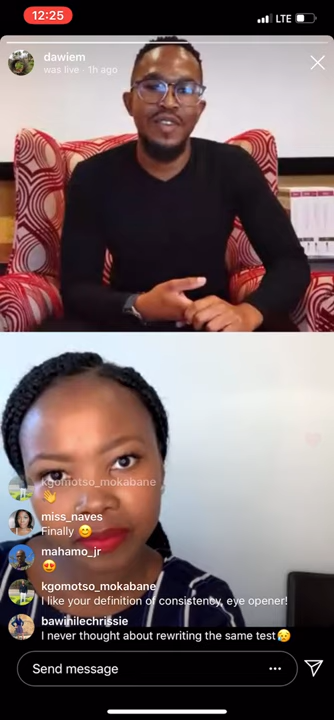 12:25
LTE
dawiem
was live · 1h ago
kgomotso_mokabane
👋
miss_naves
Finally 😊
mahamo_jr
😍
kgomotso_mokabane
I like your definition of consistency, eye opener!
bawinilechrissie
I never thought about rewriting the same test😥
Send message